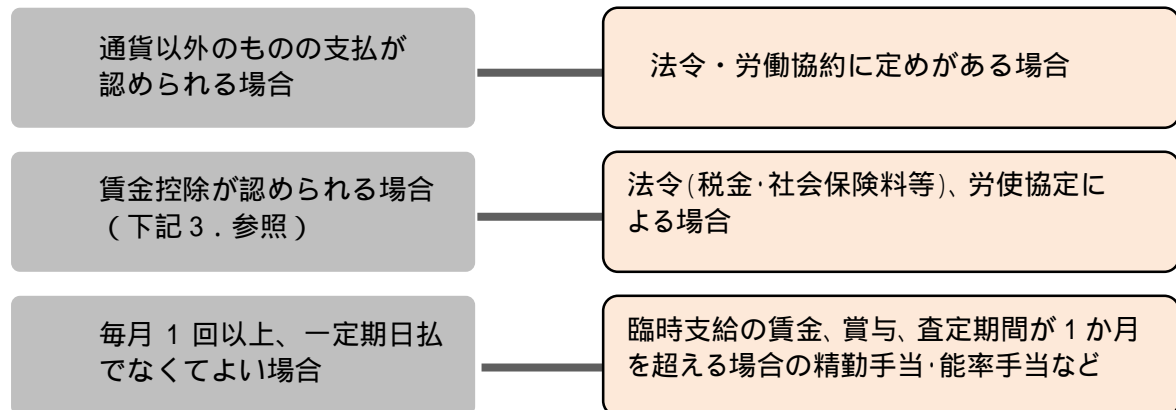 通貨以外のものの支払が
認められる場合
法令・労働協約に定めがある場合
賃金控除が認められる場合
（下記３．参照）
法令(税金･社会保険料等)､労使協定に
よる場合
毎月１回以上、一定期日払
でなくてよい場合
臨時支給の賃金､賞与､査定期間が１か月
を超える場合の精勤手当･能率手当など